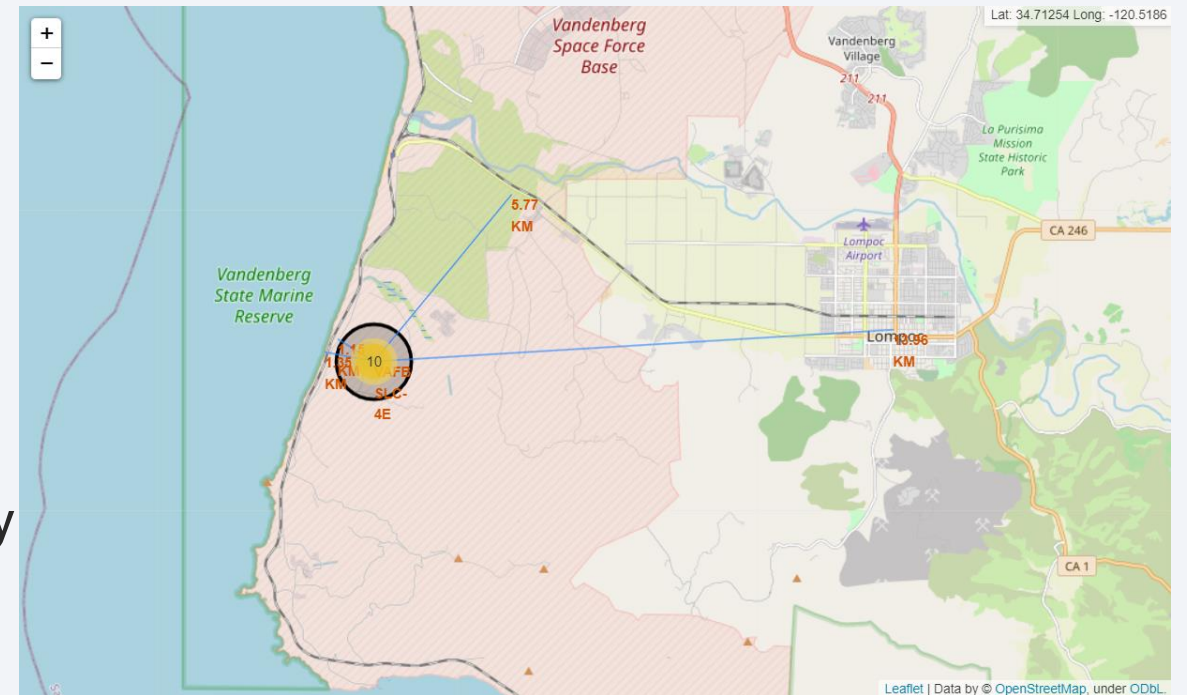 +
−
Lat: 34.71254 Long: -120.5186
Vandenberg
Space Force
Base
Vandenberg
Village
211
211
La Purisima
Mission
State Historic
Park
5.77
KM
CA 246
Lompoc
Airport
Vandenberg
State Marine
Reserve
Lompoc
KM
10
KM
KM
VAFB
SLC-
4E
y
CA 1
Leaflet | Data by © OpenStreetMap, under ODbL.